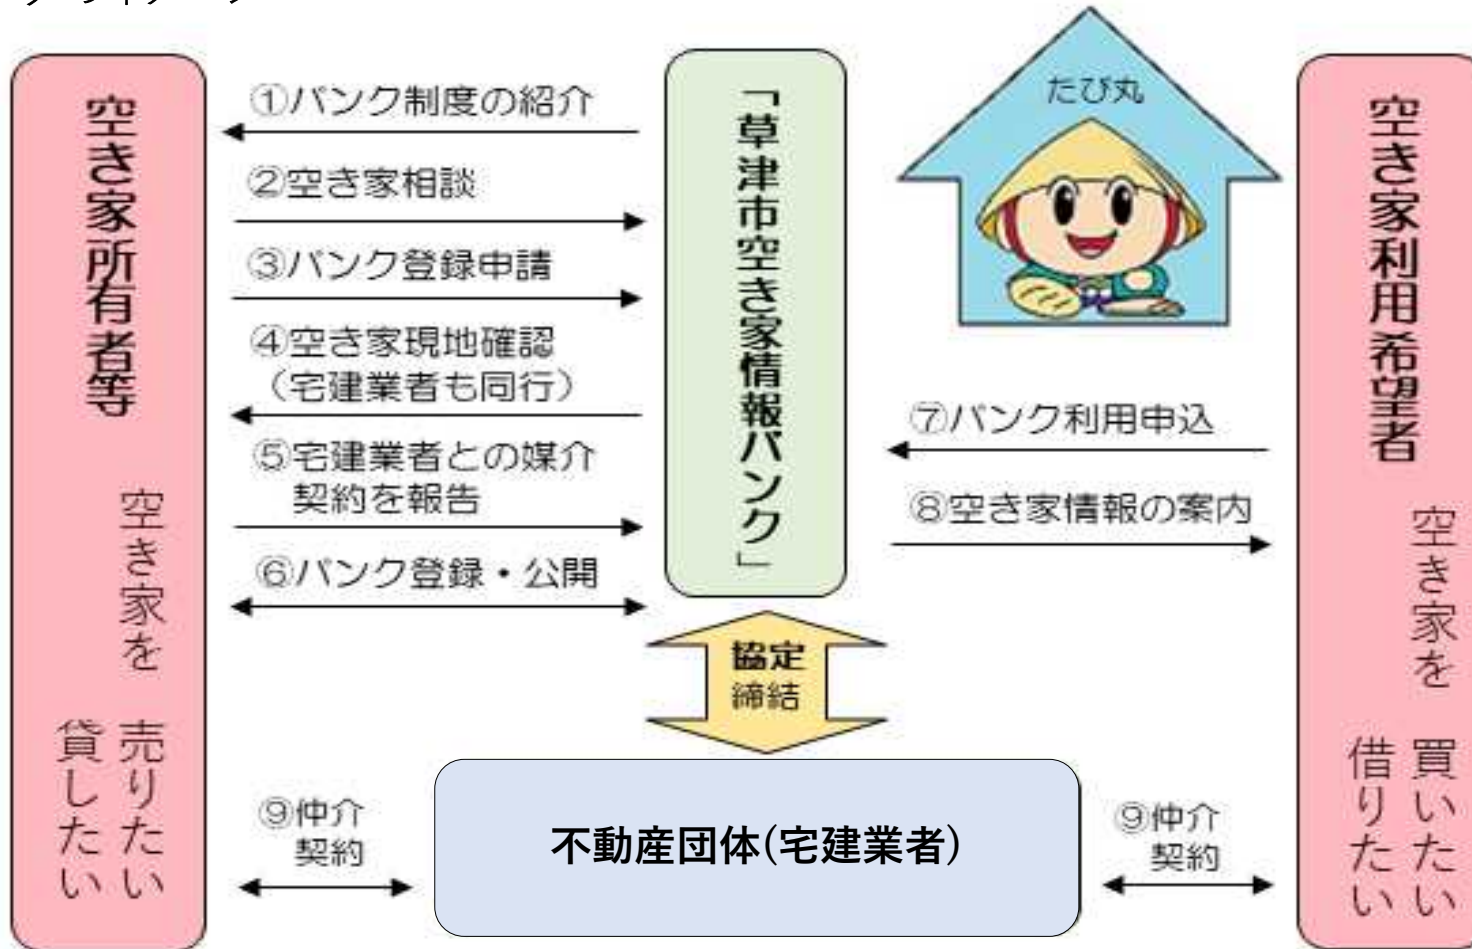 空き家所有者等
空き家を
売りたい
貸したい
①バンク制度の紹介
②空き家相談
③バンク登録申請
④空き家現地確認
(宅建業者も同行)
⑤宅建業者との媒介
契約を報告
⑥バンク登録・公開
「草津市空き家情報バンク」
たび丸
⑦バンク利用申込
⑧空き家情報の案内
空き家利用希望者
空き家を
買いたい
借りたい
協定
締結
⑨仲介
契約
不動産団体(宅建業者)
⑨仲介
契約